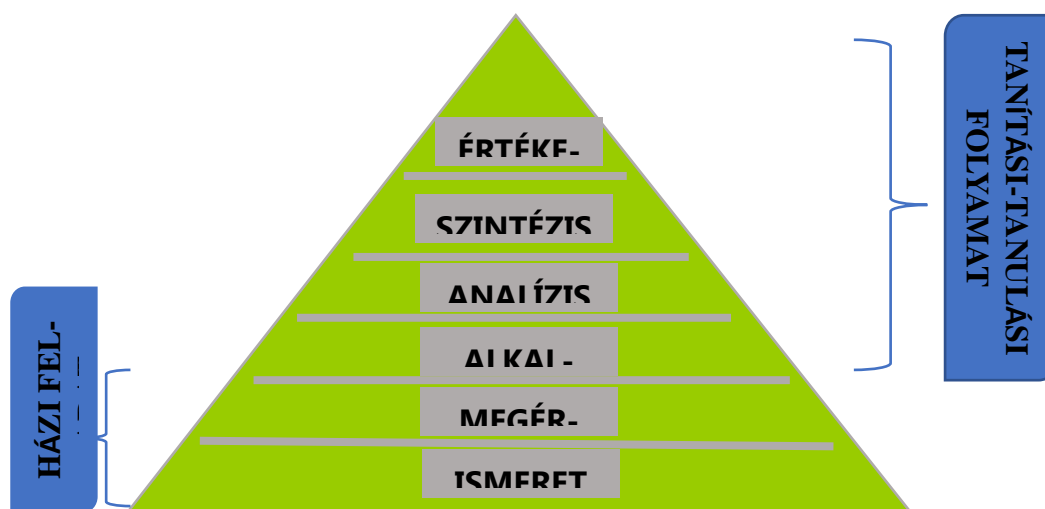 ÉRTÉKE-
SZINTÉZIS
ANALÍZIS
ALKAL-
MEGÉR-
ISMERET
HÁZI FEL-
TANÍTÁSI-TANULÁSI
FOLYAMAT